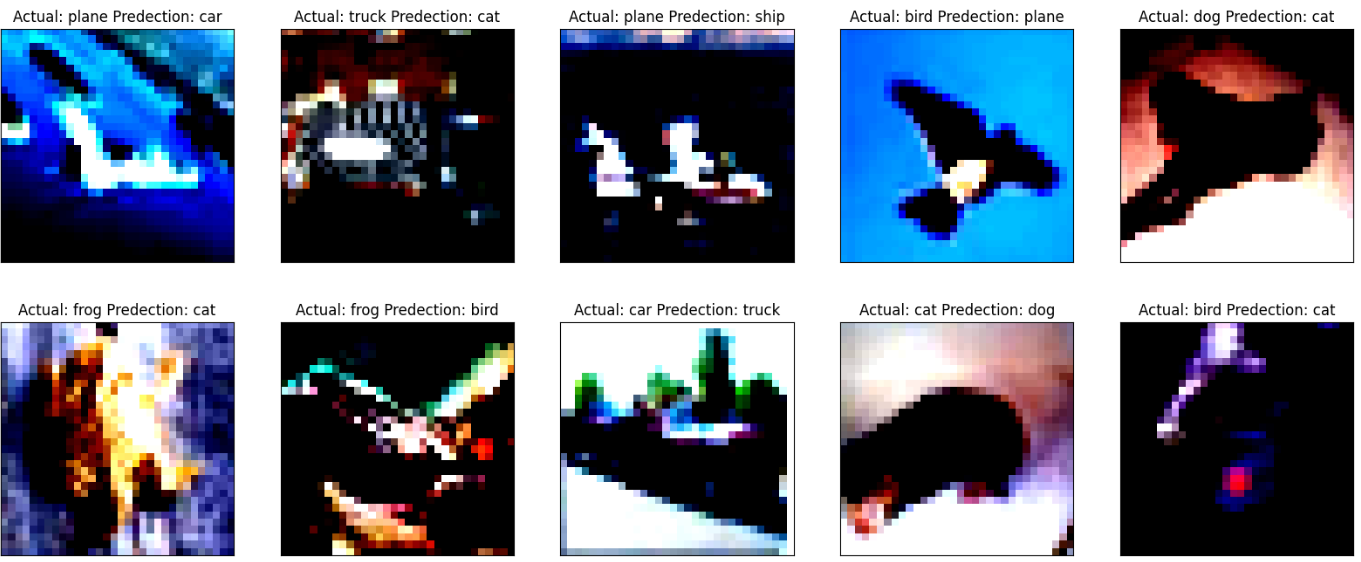 Actual: plane Predection: car
Actual: truck Predection: cat
Actual: plane Predection: ship
Actual: bird Predection: plane
Actual: dog Predection: cat
Actual: frog Predection: cat
Actual: frog Predection: bird
Actual: car Predection: truck
Actual: cat Predection: dog
Actual: bird Predection: cat